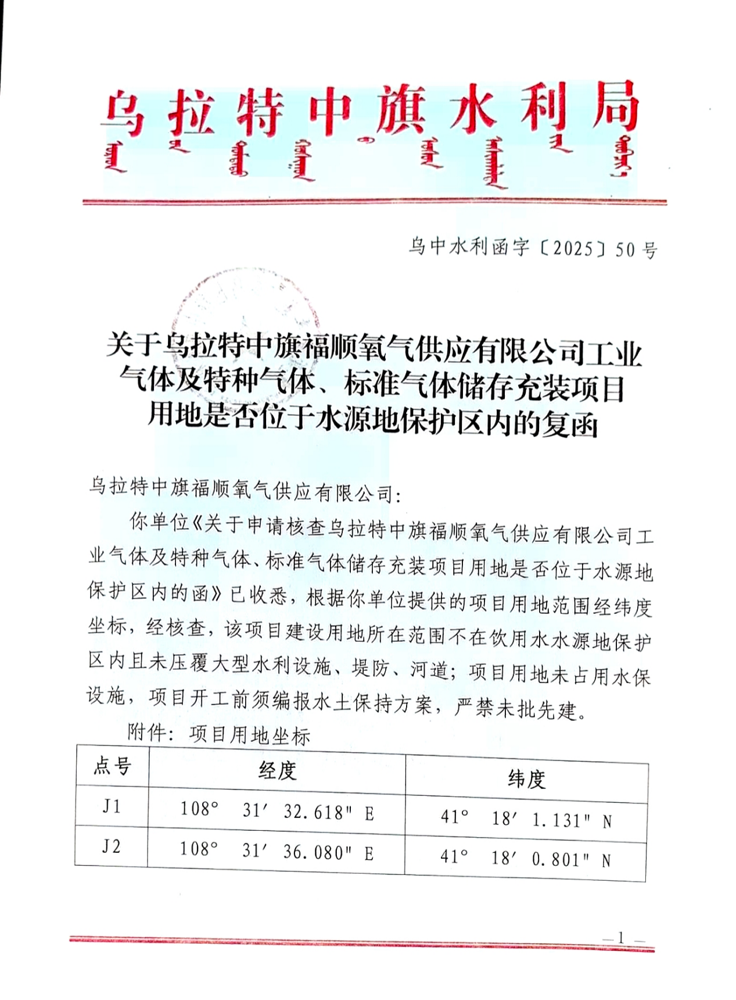 乌拉特中旗水利局
乌中水利函字〔2025〕50号
关于乌拉特中旗福顺氧气供应有限公司工业
气体及特种气体、标准气体储存充装项目
用地是否位于水源地保护区内的复函
乌拉特中旗福顺氧气供应有限公司:
你单位《关于申请核查乌拉特中旗福顺氧气供应有限公司工
业气体及特种气体、标准气体储存充装项目用地是否位于水源地
保护区内的函》已收悉，根据你单位提供的项目用地范围经纬度
坐标，经核查，该项目建设用地所在范围不在饮用水水源地保护
区内且未压覆大型水利设施、堤防、河道；项目用地未占用水保
设施，项目开工前须编报水土保持方案，严禁未批先建。
附件： 项目用地坐标
点号 经度 纬度
J1 108° 31′ 32.618" E 41° 18′ 1.131" N
J2 108° 31′ 36.080" E 41° 18′ 0.801" N
— 1 —